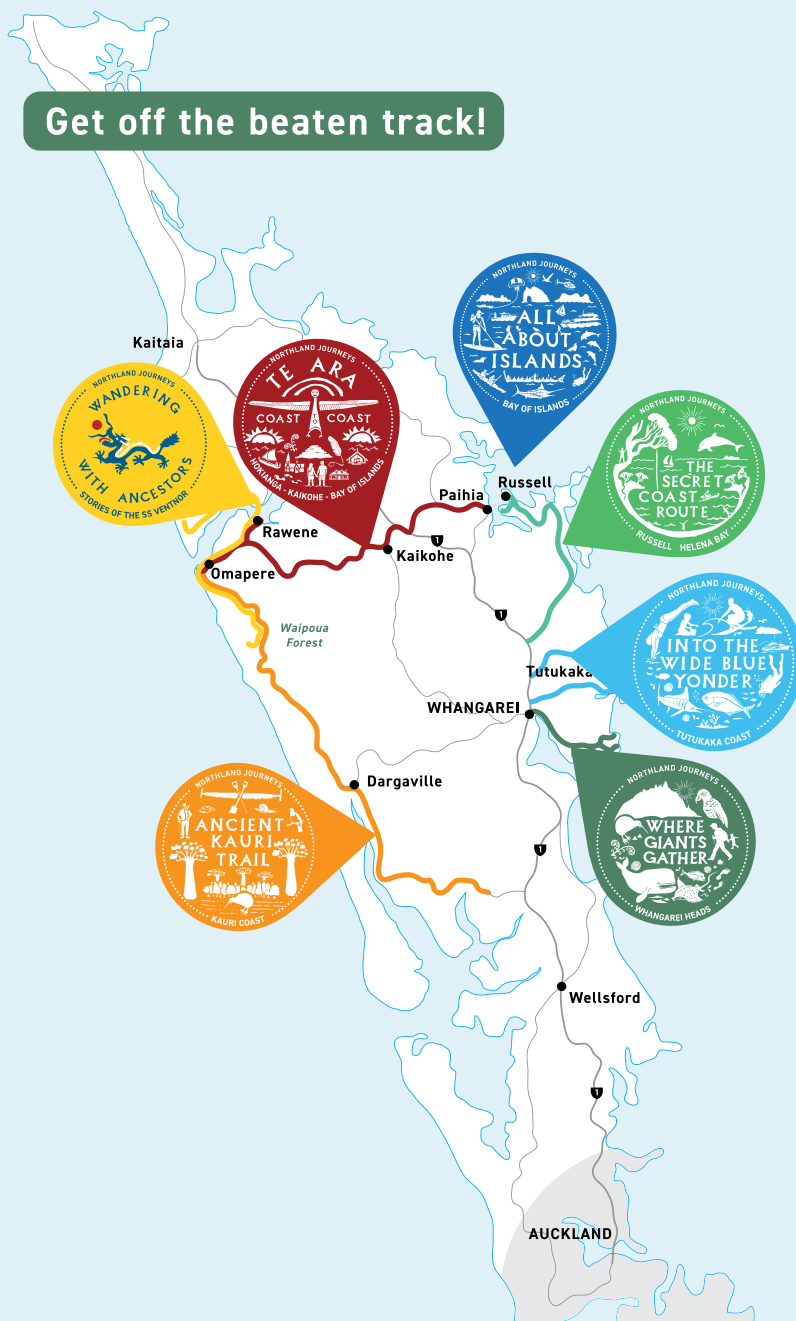 Get off the beaten track!
Kaitaia
NORTHLAND JOURNEYS
ALL
ABOUT
ISLANDS
BAY OF ISLANDS
NORTHLAND JOURNEYS
WANDERING
WITH ANCESTORS
STORIES OF THE SS VENTNOR
NORTHLAND JOURNEYS
TE ARA
COAST TO COAST
HOKIANGA - KAIKOHE - BAY OF ISLANDS
NORTHLAND JOURNEYS
THE
SECRET
COAST
ROUTE
RUSSELL HELENA BAY
Russell
Paihia
Rawene
1
Kaikohe
Omapere
1
Waipoua
Forest
NORTHLAND JOURNEYS
INTO THE
WIDE BLUE
YONDER
TUTUKAKA COAST
Tutukaka
WHANGAREI
Dargaville
NORTHLAND JOURNEYS
ANCIENT
KAURI
TRAIL
KAURI COAST
NORTHLAND JOURNEYS
WHERE
GIANTS
GATHER
WHANGAREI HEADS
1
Wellsford
1
AUCKLAND